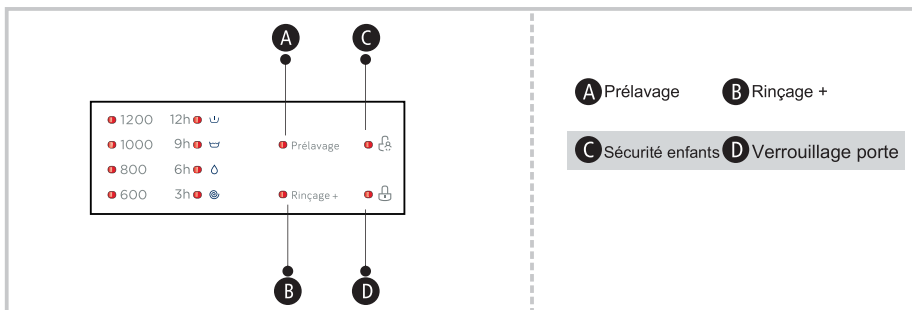 A C
1200 12h
1000 9h Prélavage
800 6h
600 3h Rinçage +
B D
A Prélavage B Rinçage +
C Sécurité enfants D Verrouillage porte